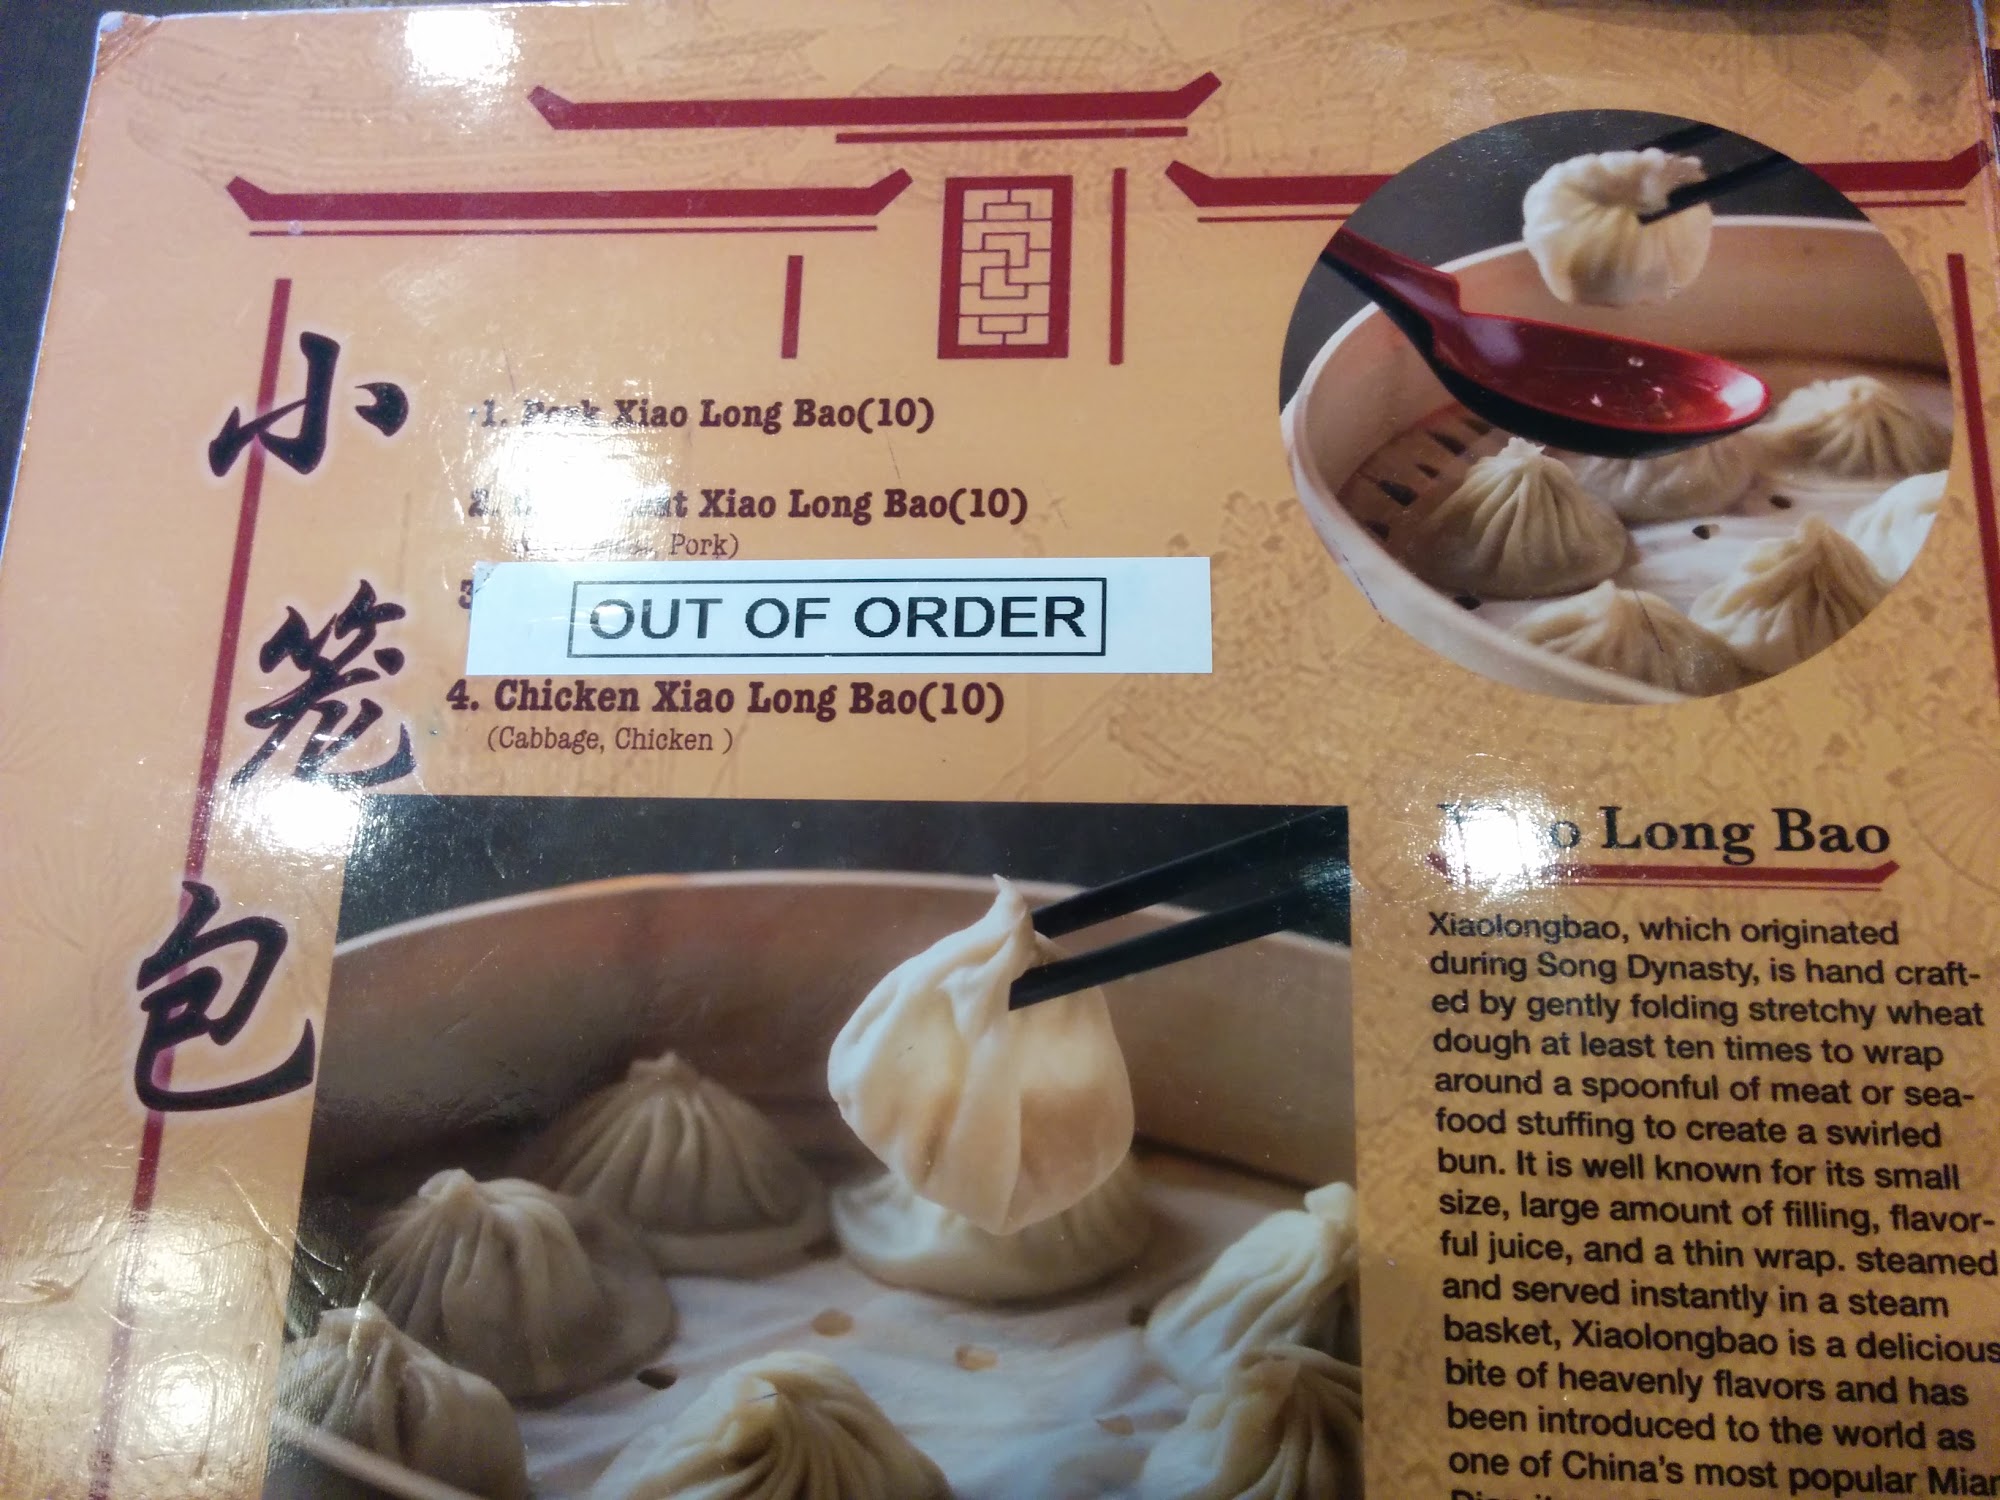 小
笼
包
1. Pork Xiao Long Bao(10)
2. Xiao Long Bao(10)
Pork)
3
OUT OF ORDER
4. Chicken Xiao Long Bao(10)
(Cabbage, Chicken )
Long Bao
Xiaolongbao, which originated
during Song Dynasty, is hand craft-
ed by gently folding stretchy wheat
dough at least ten times to wrap
around a spoonful of meat or sea-
food stuffing to create a swirled
bun. It is well known for its small
size, large amount of filling, flavor-
ful juice, and a thin wrap. steamed
and served instantly in a steam
basket, Xiaolongbao is a delicious
bite of heavenly flavors and has
been introduced to the world as
one of China's most popular